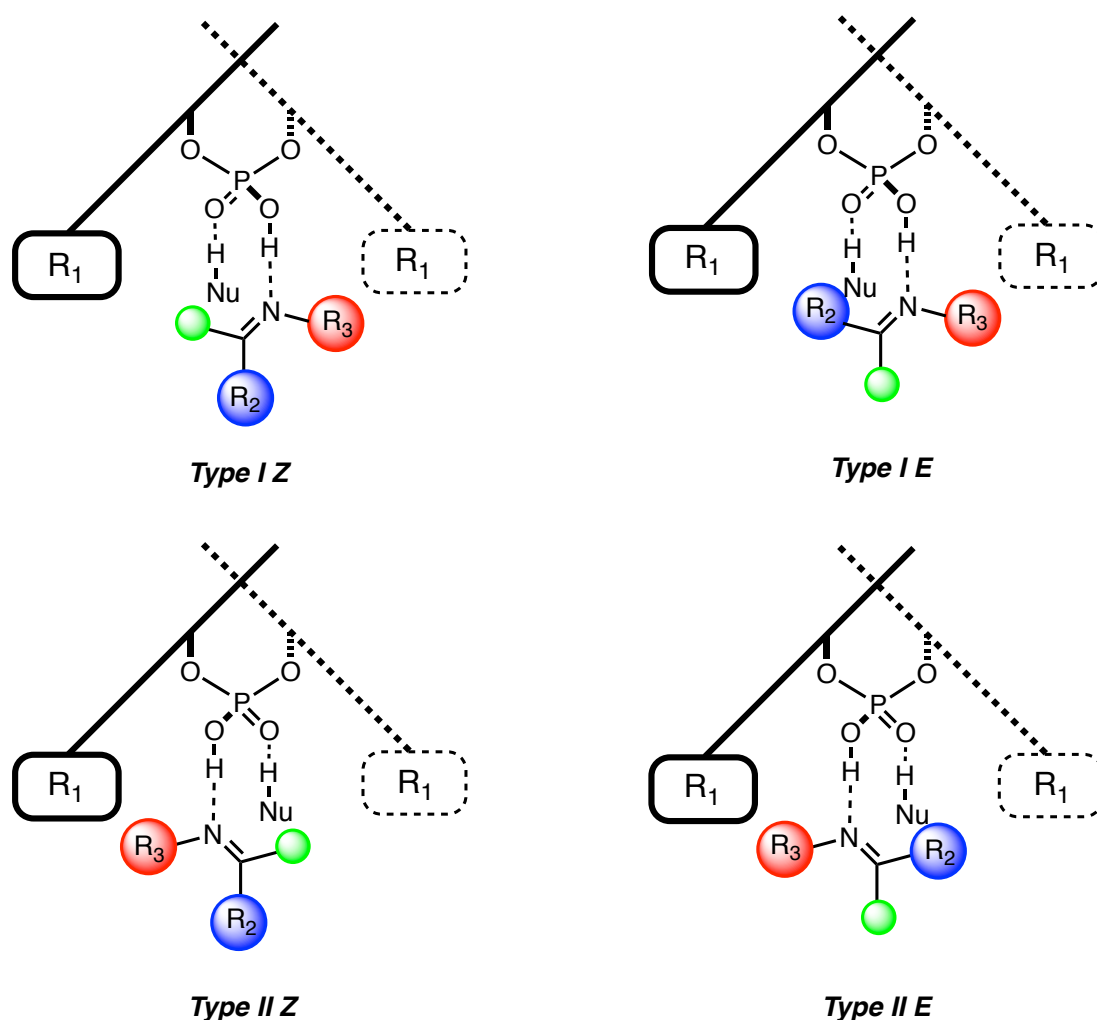 O O O O
P P
O O O O
H H H H
R1 R1 R1 R1
Nu N Nu N
R3 R2 R3
R2
Type I Z Type I E
O O O O
P P
O O O O
H H H H
R1 R1 R1 R1
Nu Nu
R3 N R3 N R2
R2
Type II Z Type II E